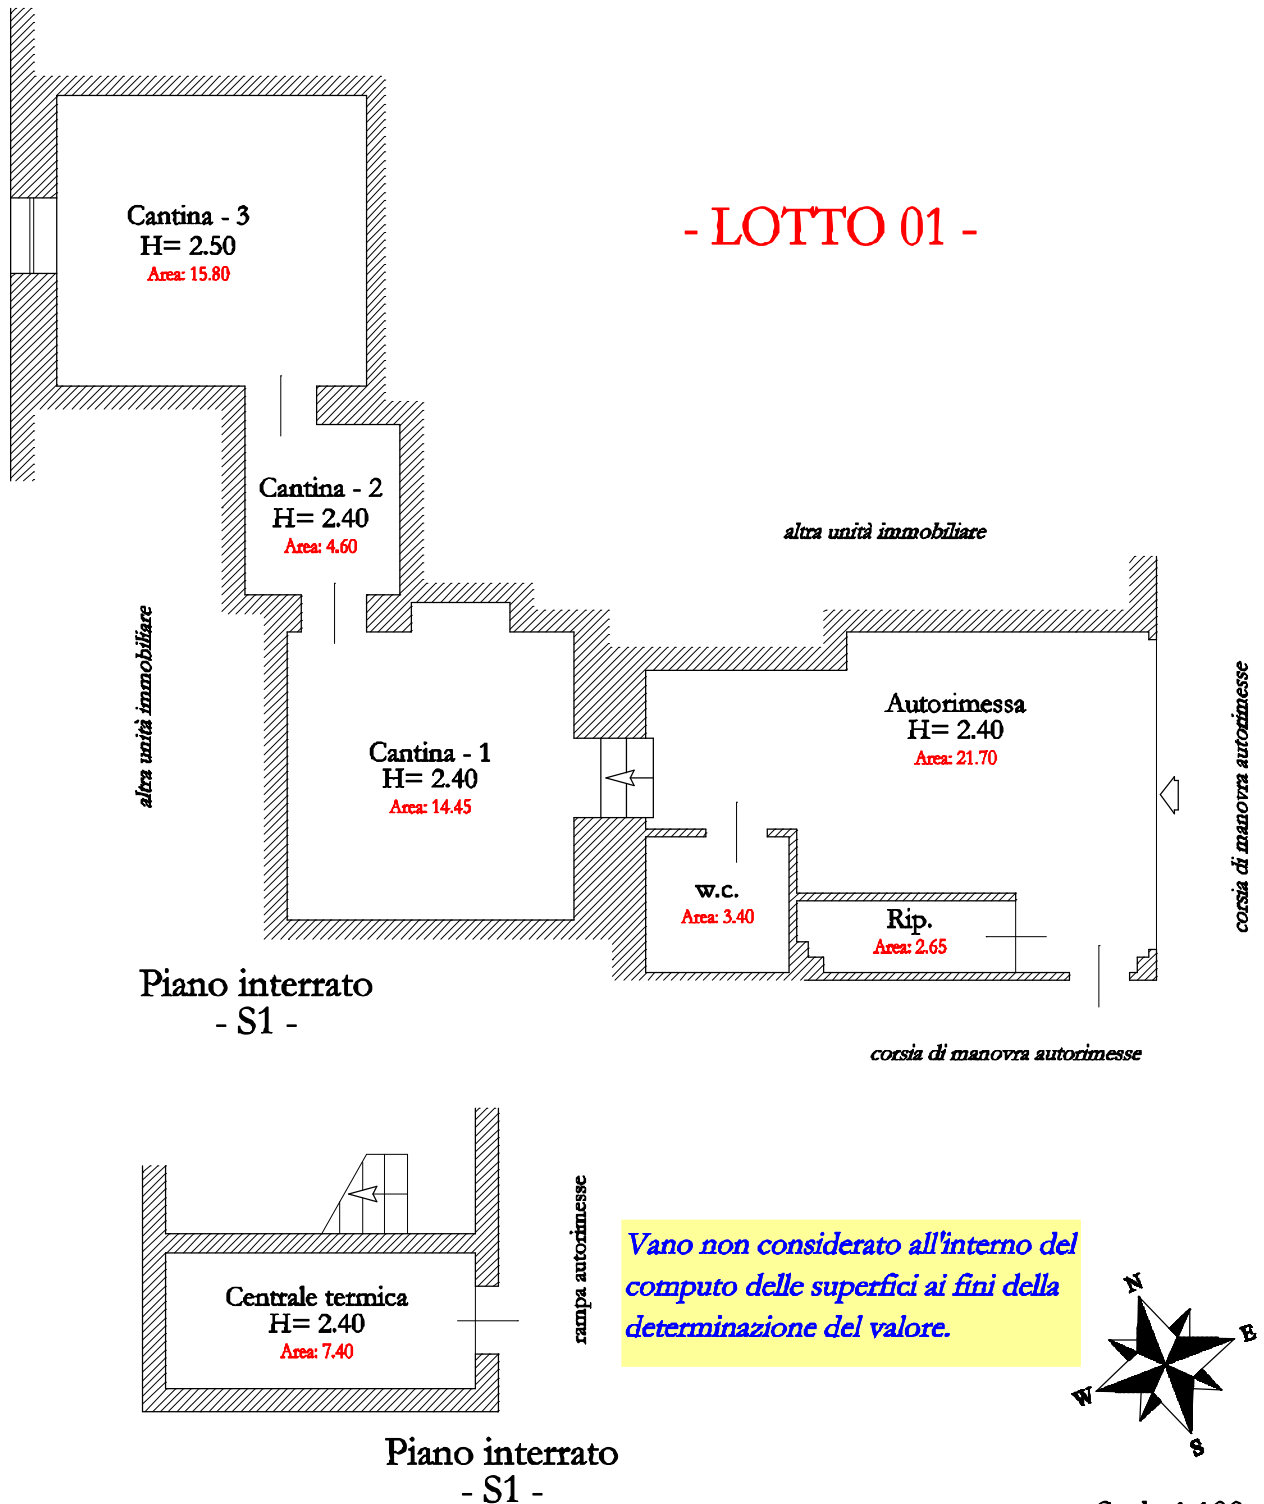 - LOTTO 01 -
Cantina - 3
H= 2.50
Area: 15.80
Cantina - 2
H= 2.40
Area: 4.60
altra unità immobiliare
altra unità immobiliare
Cantina - 1
H= 2.40
Area: 14.45
Autorimessa
H= 2.40
Area: 21.70
corsia di manovra autorimesse
w.c.
Area: 3.40
Rip.
Area: 2.65
Piano interrato
- S1 -
corsia di manovra autorimesse
Centrale termica
H= 2.40
Area: 7.40
rampa autorimesse
Vano non considerato all'interno del
computo delle superfici ai fini della
determinazione del valore.
N
E
W
S
Piano interrato
- S1 -